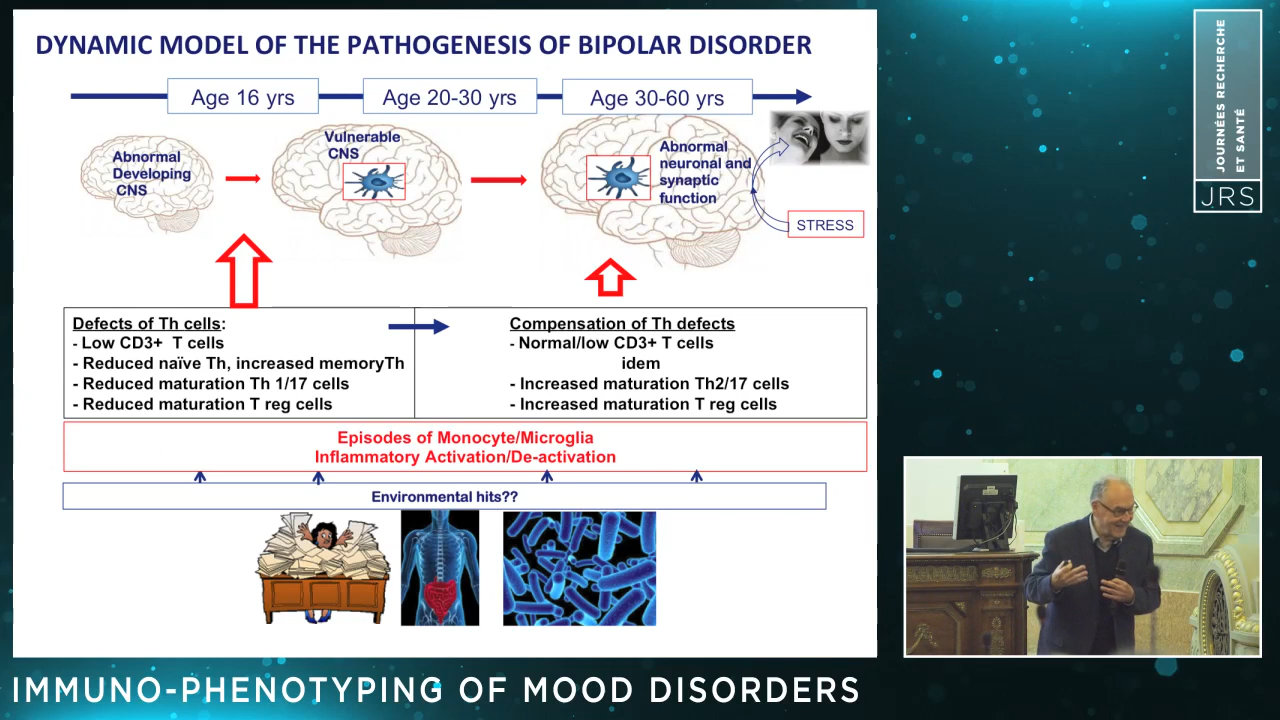 DYNAMIC MODEL OF THE PATHOGENESIS OF BIPOLAR DISORDER
Age 16 yrs
Age 20-30 yrs
Age 30-60 yrs
Abnormal
Developing
CNS
Vulnerable
CNS
Abnormal
neuronal and
synaptic
function
STRESS
Defects of Th cells:
- Low CD3+ T cells
- Reduced naïve Th, increased memoryTh
- Reduced maturation Th 1/17 cells
- Reduced maturation T reg cells
Compensation of Th defects
- Normal/low CD3+ T cells
idem
- Increased maturation Th2/17 cells
- Increased maturation T reg cells
Episodes of Monocyte/Microglia
Inflammatory Activation/De-activation
Environmental hits??
JOURNÉES RECHERCHE
ET SANTÉ
JRS
IMMUNO-PHENOTYPING OF MOOD DISORDERS